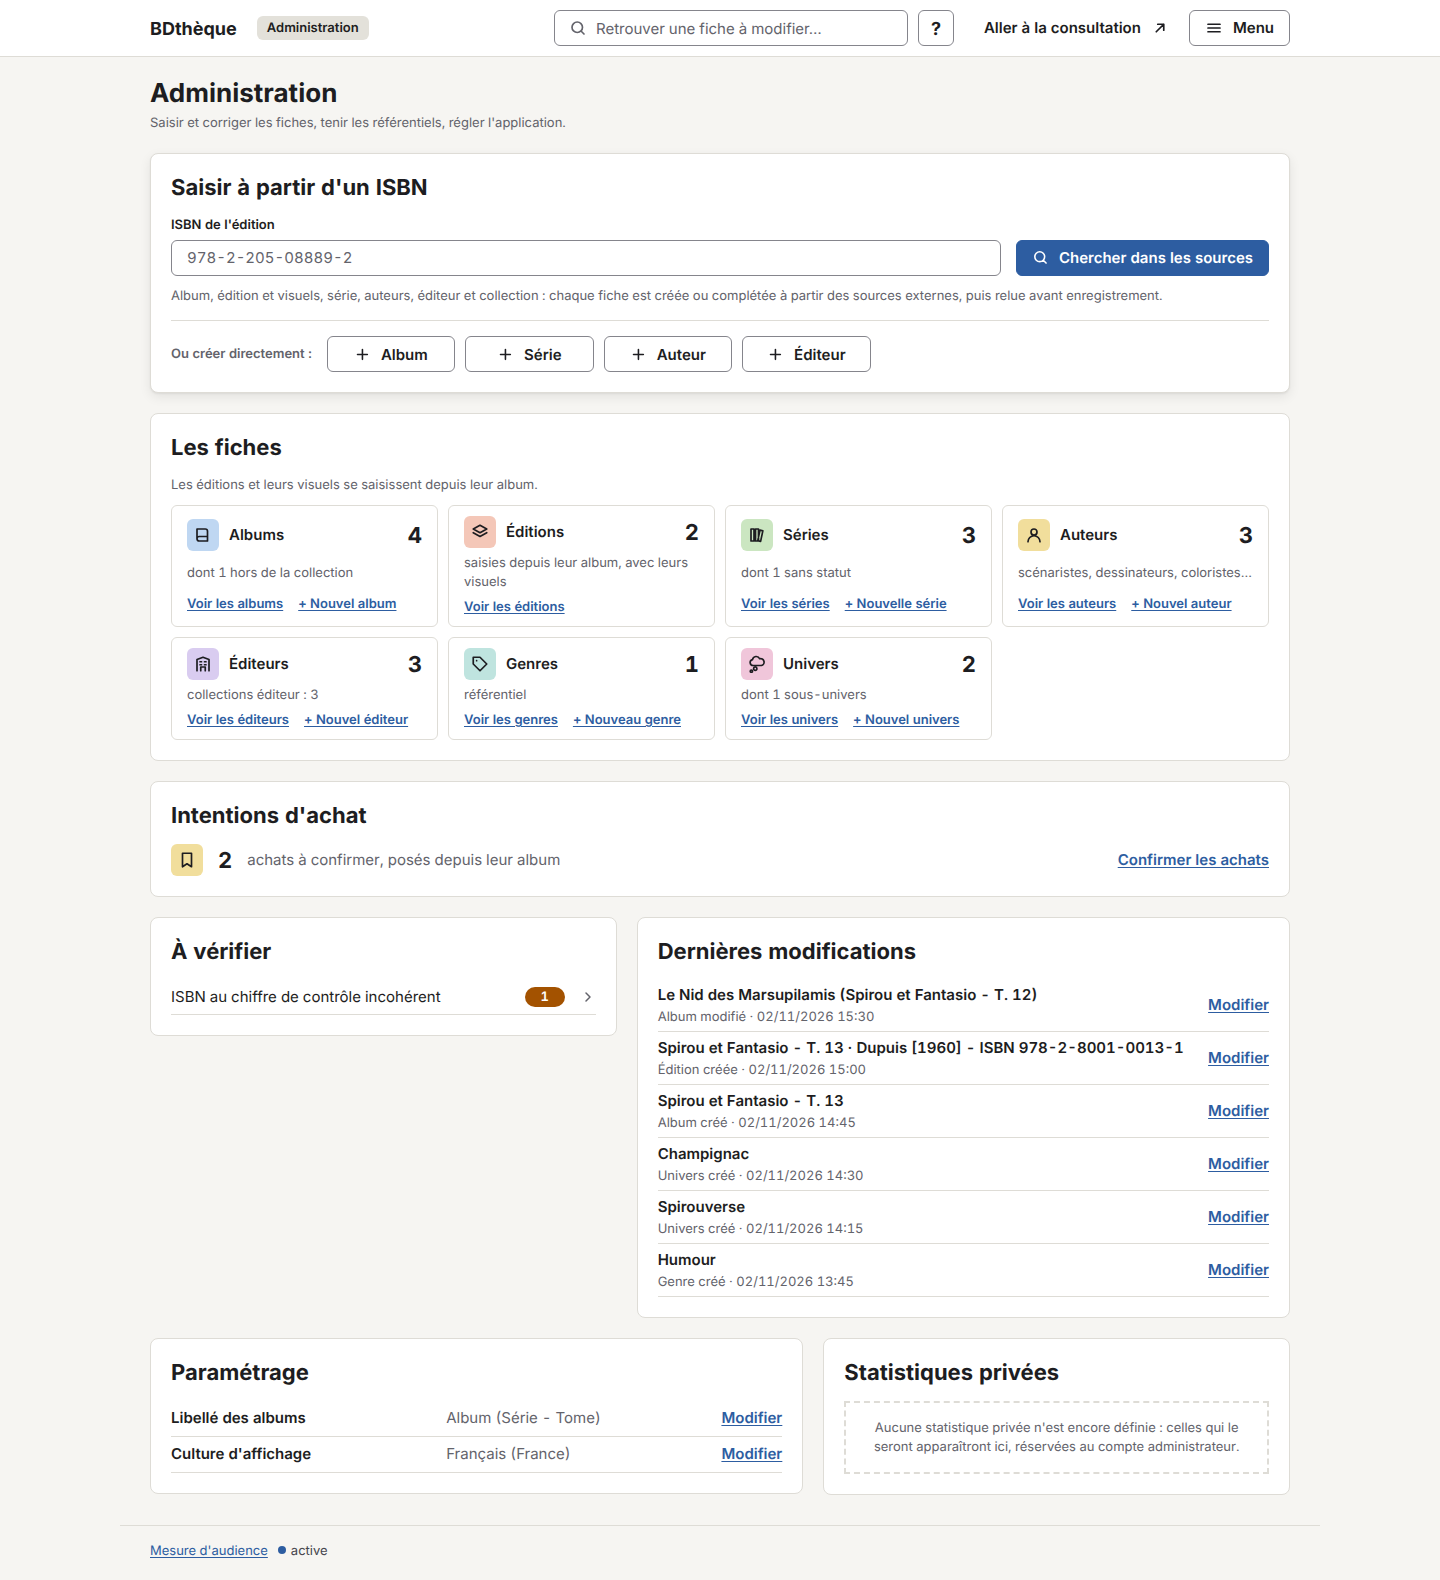 BDthèque
Administration
Retrouver une fiche à modifier...
?
Aller à la consultation
Menu
Administration
Saisir et corriger les fiches, tenir les référentiels, régler l'application.
Saisir à partir d'un ISBN
ISBN de l'édition
978-2-205-08889-2
Chercher dans les sources
Album, édition et visuels, série, auteurs, éditeur et collection : chaque fiche est créée ou complétée à partir des sources externes, puis relue avant enregistrement.
Ou créer directement :
Album
Série
Auteur
Éditeur
Les fiches
Les éditions et leurs visuels se saisissent depuis leur album.
Albums 4
dont 1 hors de la collection
Voir les albums + Nouvel album
Éditions 2
saisies depuis leur album, avec leurs
visuels
Voir les éditions
Séries 3
dont 1 sans statut
Voir les séries + Nouvelle série
Auteurs 3
scénaristes, dessinateurs, coloristes...
Voir les auteurs + Nouvel auteur
Éditeurs 3
collections éditeur : 3
Voir les éditeurs + Nouvel éditeur
Genres 1
référentiel
Voir les genres + Nouveau genre
Univers 2
dont 1 sous-univers
Voir les univers + Nouvel univers
Intentions d'achat
2 achats à confirmer, posés depuis leur album
Confirmer les achats
À vérifier
ISBN au chiffre de contrôle incohérent 1
Dernières modifications
Le Nid des Marsupilamis (Spirou et Fantasio - T. 12)
Album modifié · 02/11/2026 15:30
Modifier
Spirou et Fantasio - T. 13 · Dupuis [1960] - ISBN 978-2-8001-0013-1
Édition créée · 02/11/2026 15:00
Modifier
Spirou et Fantasio - T. 13
Album créé · 02/11/2026 14:45
Modifier
Champignac
Univers créé · 02/11/2026 14:30
Modifier
Spirouverse
Univers créé · 02/11/2026 14:15
Modifier
Humour
Genre créé · 02/11/2026 13:45
Modifier
Paramétrage
Libellé des albums Album (Série - Tome) Modifier
Culture d'affichage Français (France) Modifier
Statistiques privées
Aucune statistique privée n'est encore définie : celles qui le
seront apparaîtront ici, réservées au compte administrateur.
Mesure d'audience active